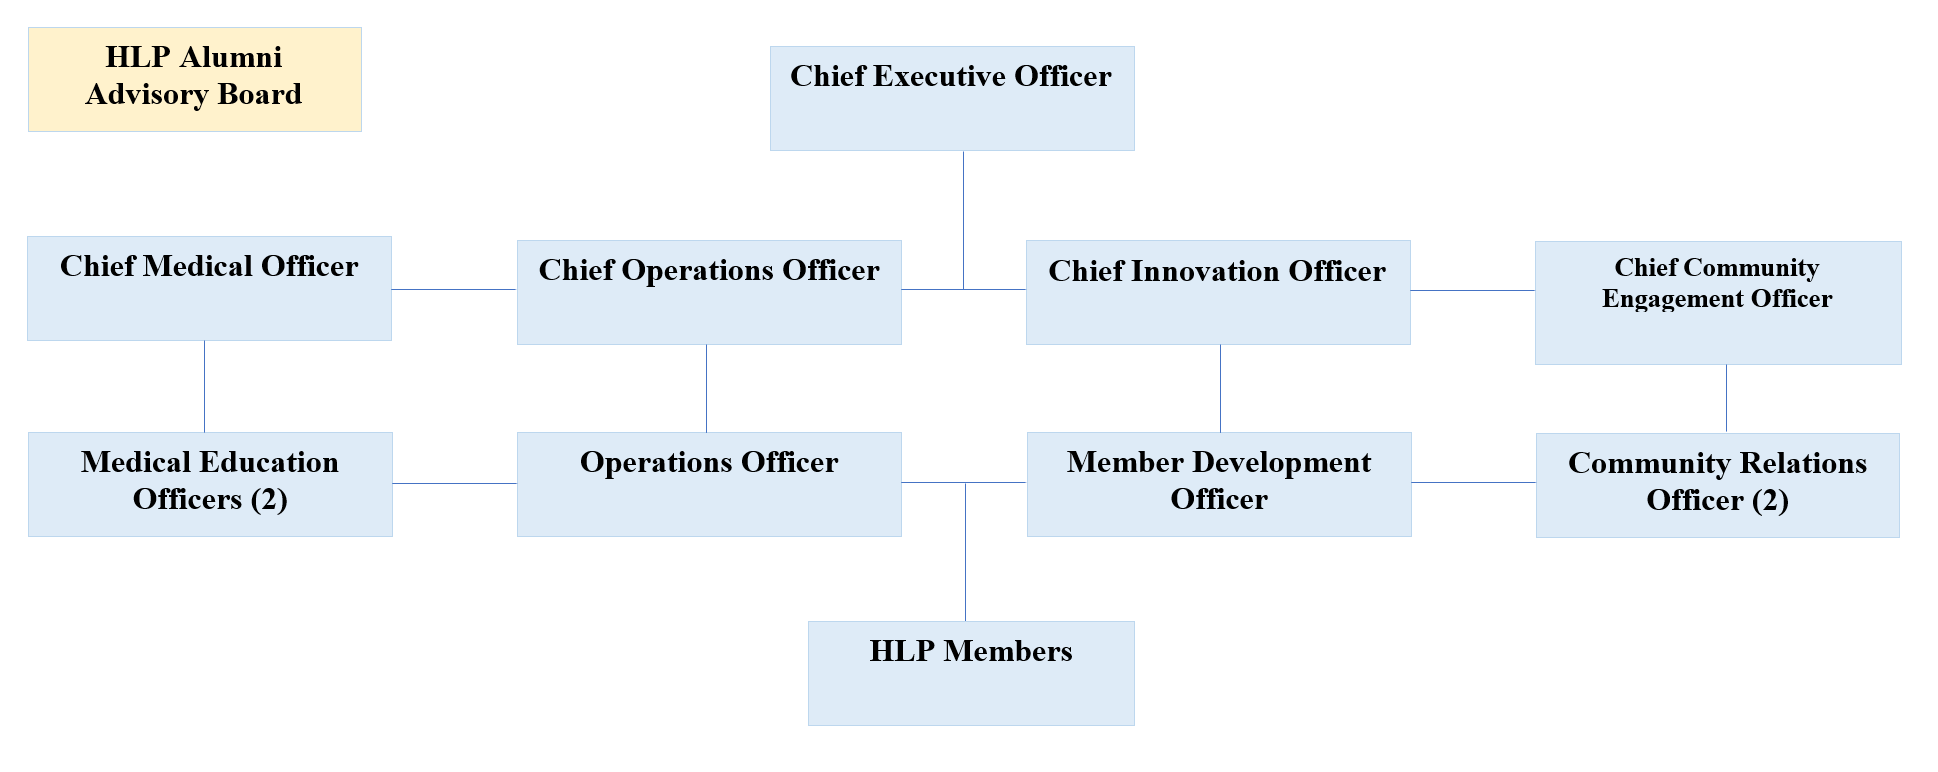 HLP Alumni
Advisory Board
Chief Executive Officer
Chief Medical Officer
Chief Operations Officer
Chief Innovation Officer
Chief Community
Engagement Officer
Medical Education
Officers (2)
Operations Officer
Member Development
Officer
Community Relations
Officer (2)
HLP Members